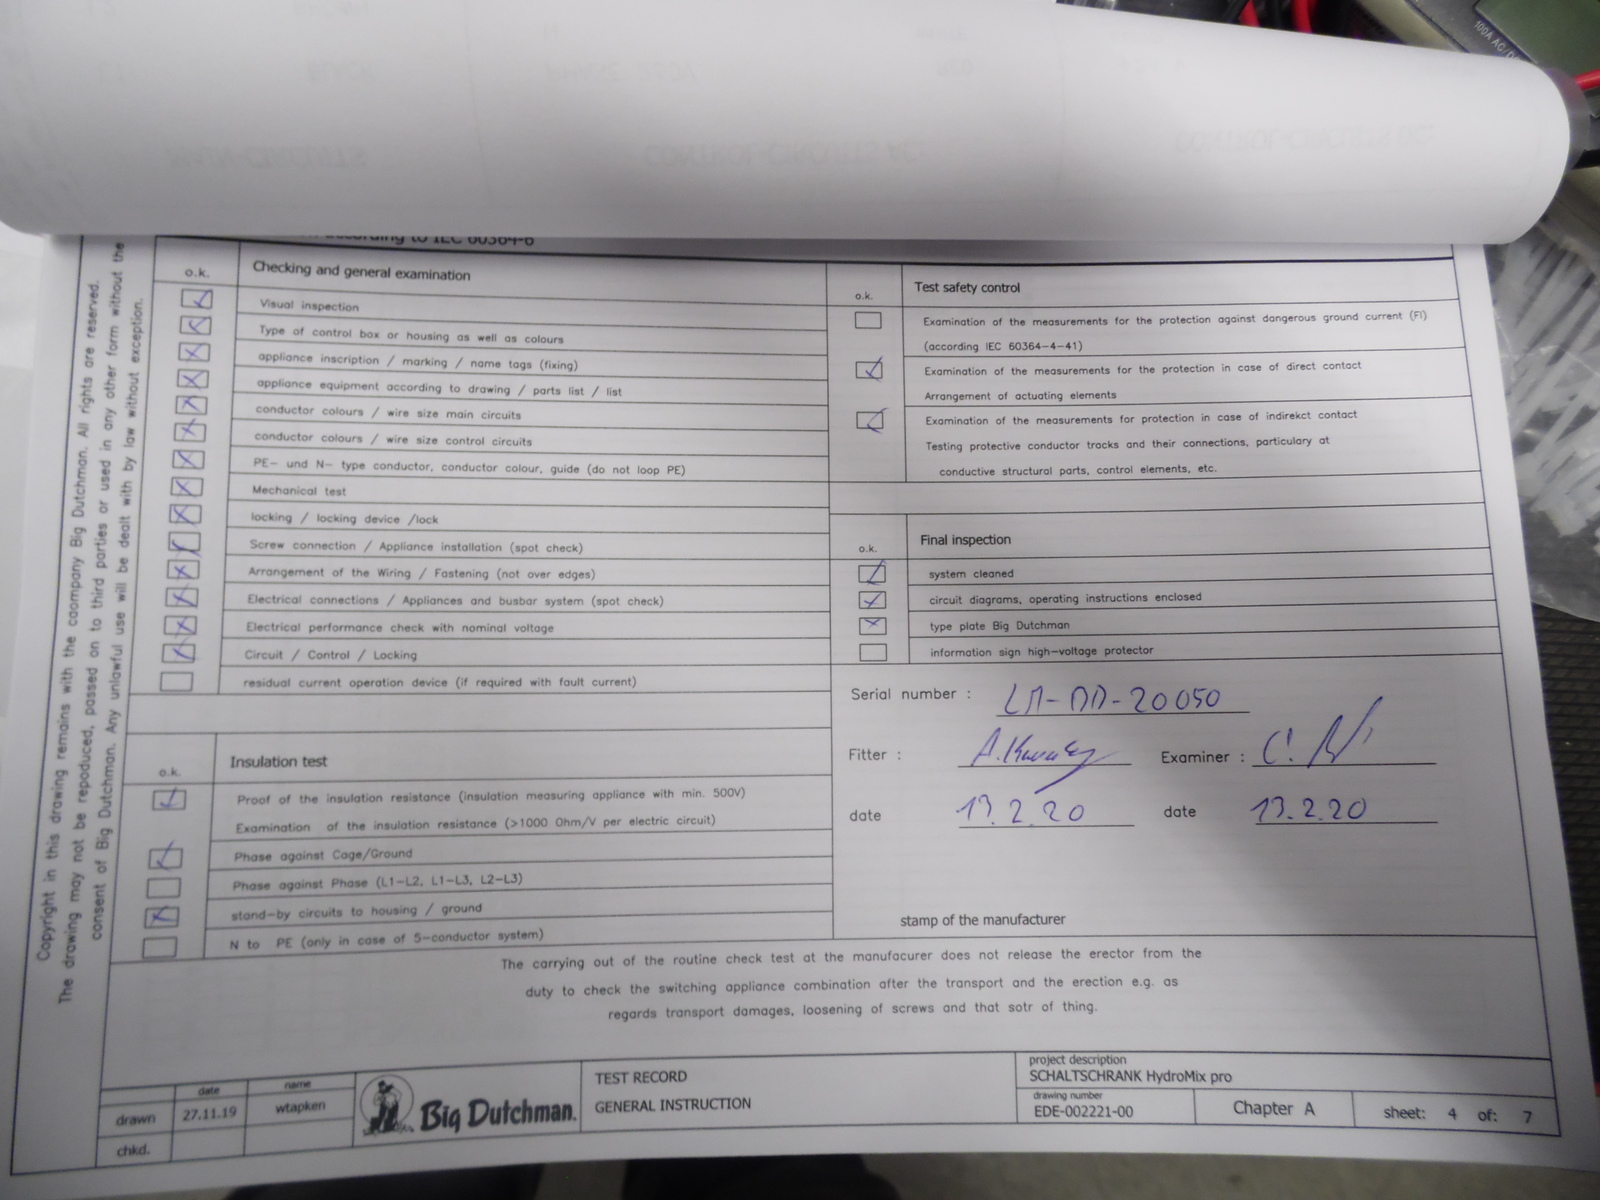 according to IEC 60364-6
Copyright in this drawing remains with the coompany Big Dutchman. All rights are reserved.
The drawing may not be repoduced, passed on to third parties or used in any other form without the
consent of Big Dutchman. Any unlawful use will be dealt with by law without exception.
o.k. Checking and general examination
Visual inspection
Type of control box or housing as well as colours
appliance inscription / marking / name tags (fixing)
appliance equipment according to drawing / parts list / list
conductor colours / wire size main circuits
conductor colours / wire size control circuits
PE- und N- type conductor, conductor colour, guide (do not loop PE)
Mechanical test
locking / locking device /lock
Screw connection / Appliance installation (spot check)
Arrangement of the Wiring / Fastening (not over edges)
Electrical connections / Appliances and busbar system (spot check)
Electrical performance check with nominal voltage
Circuit / Control / Locking
residual current operation device (if required with fault current)
o.k. Insulation test
Proof of the insulation resistance (insulation measuring appliance with min. 500V)
Examination of the insulation resistance (>1000 Ohm/V per electric circuit)
Phase against Cage/Ground
Phase against Phase (L1-L2, L1-L3, L2-L3)
stand-by circuits to housing / ground
N to PE (only in case of 5-conductor system)
o.k. Test safety control
Examination of the measurements for the protection against dangerous ground current (FI)
(according IEC 60364-4-41)
Examination of the measurements for the protection in case of direct contact
Arrangement of actuating elements
Examination of the measurements for protection in case of indirekct contact
Testing protective conductor tracks and their connections, particulary at
conductive structural parts, control elements, etc.
o.k. Final inspection
system cleaned
circuit diagrams, operating instructions enclosed
type plate Big Dutchman
information sign high-voltage protector
Serial number :
20050
Fitter : A. Examiner : C.
date 13.2.20 date 13.2.20
stamp of the manufacturer
The carrying out of the routine check test at the manufacurer does not release the erector from the
duty to check the switching appliance combination after the transport and the erection e.g. as
regards transport damages, loosening of screws and that sotr of thing.
date name
drawn 27.11.19 wtapken
chkd.
Big Dutchman.
TEST RECORD
GENERAL INSTRUCTION
project description
SCHALTSCHRANK HydroMix pro
drawing number
EDE-002221-00
Chapter A
sheet: 4 of: 7
100A AC/